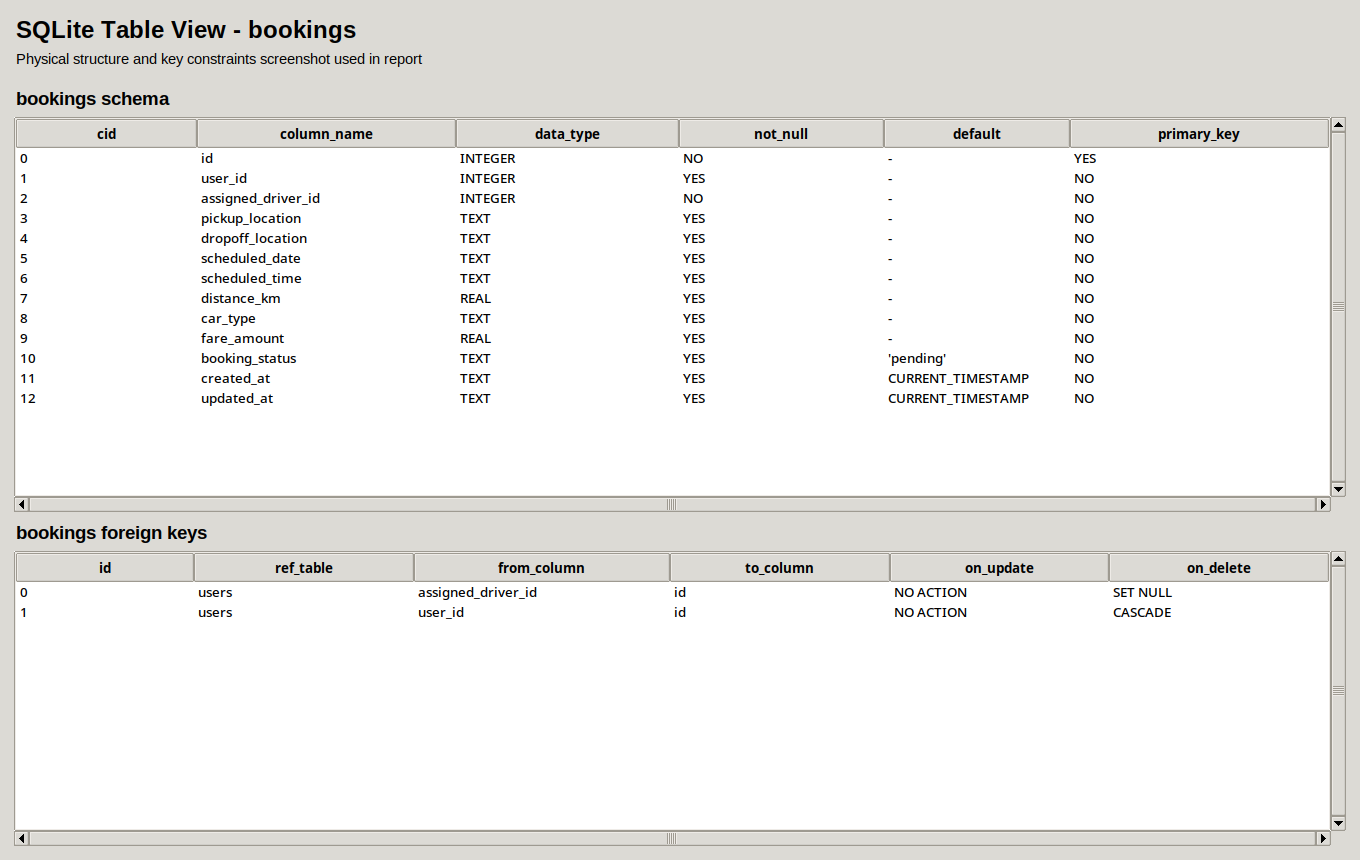 SQLite Table View - bookings
Physical structure and key constraints screenshot used in report
bookings schema
cid column_name data_type not_null default primary_key
0 id INTEGER NO - YES
1 user_id INTEGER YES - NO
2 assigned_driver_id INTEGER NO - NO
3 pickup_location TEXT YES - NO
4 dropoff_location TEXT YES - NO
5 scheduled_date TEXT YES - NO
6 scheduled_time TEXT YES - NO
7 distance_km REAL YES - NO
8 car_type TEXT YES - NO
9 fare_amount REAL YES - NO
10 booking_status TEXT YES 'pending' NO
11 created_at TEXT YES CURRENT_TIMESTAMP NO
12 updated_at TEXT YES CURRENT_TIMESTAMP NO
bookings foreign keys
id ref_table from_column to_column on_update on_delete
0 users assigned_driver_id id NO ACTION SET NULL
1 users user_id id NO ACTION CASCADE